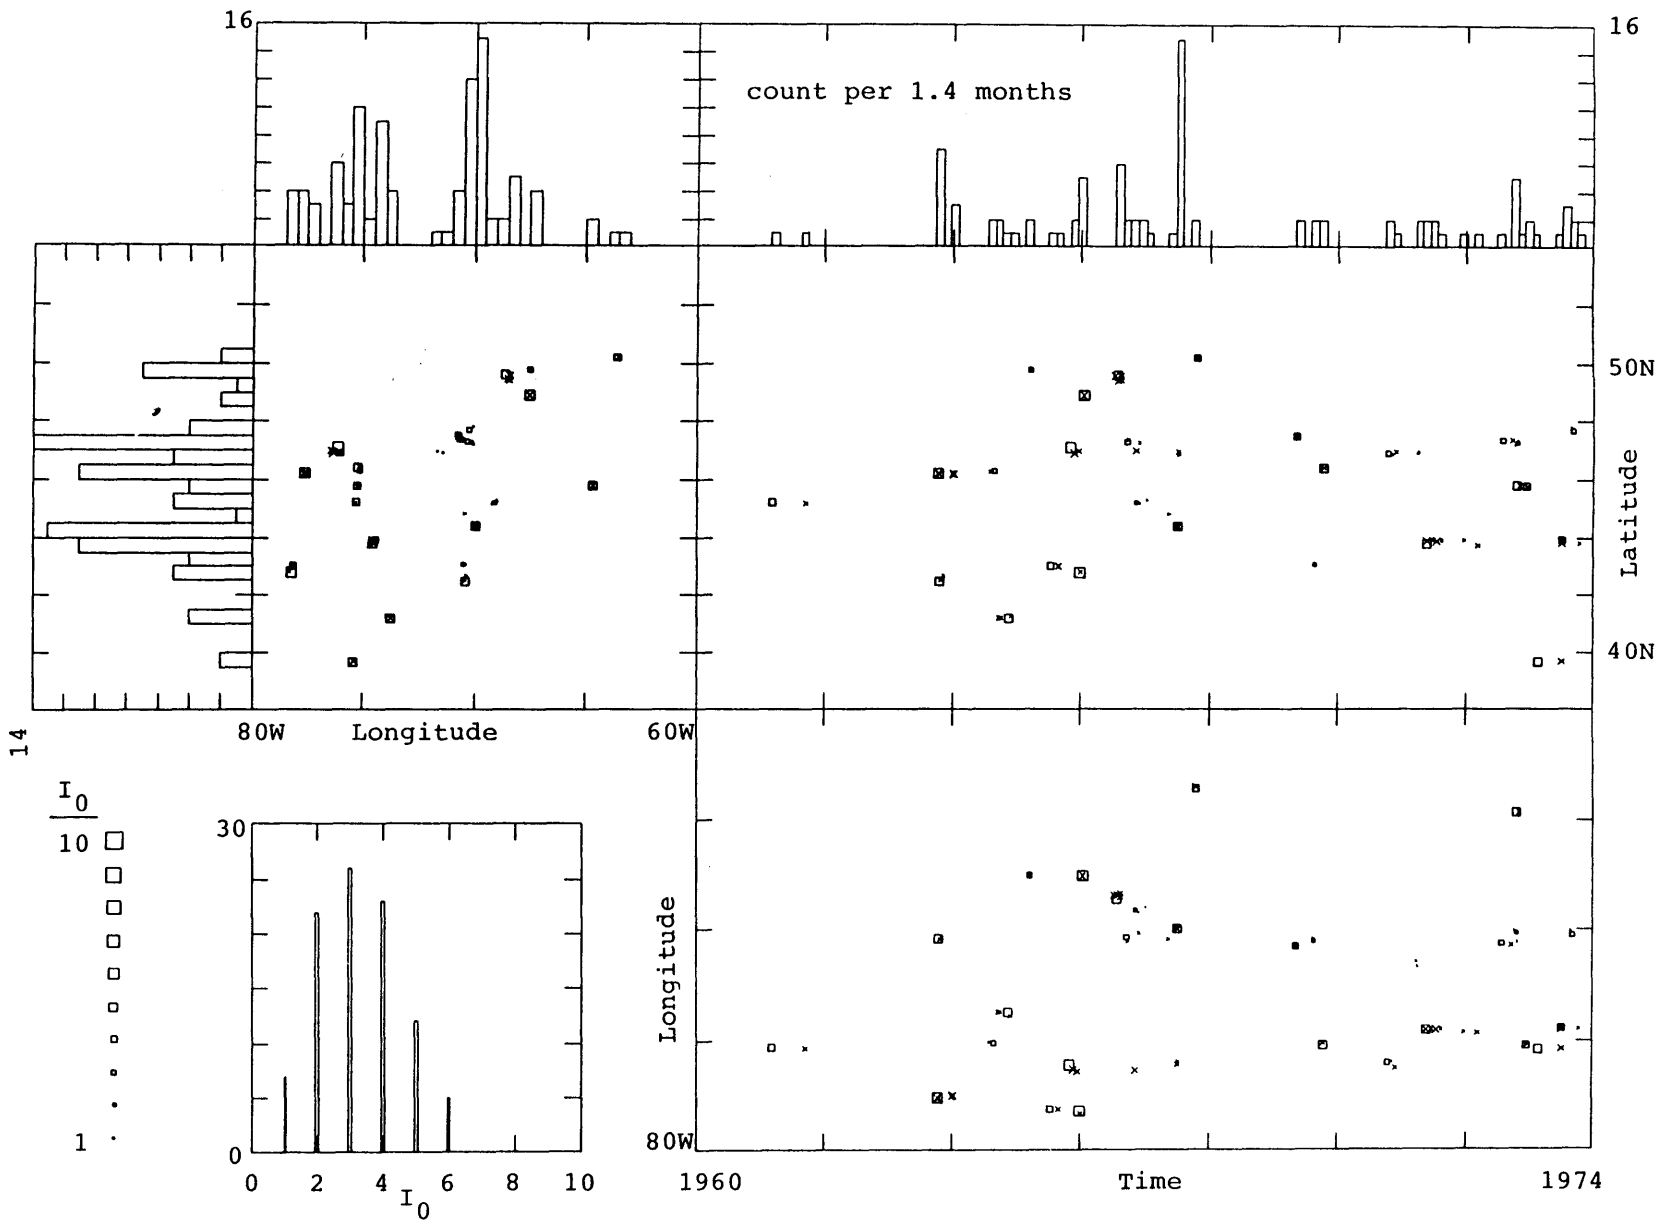 16
16
count per 1.4 months
50N
Latitude
40N
14
80W Longitude 60W
I0
10
1
30
0
0 2 4 6 8 10
I0
Longitude
80W
1960 Time 1974